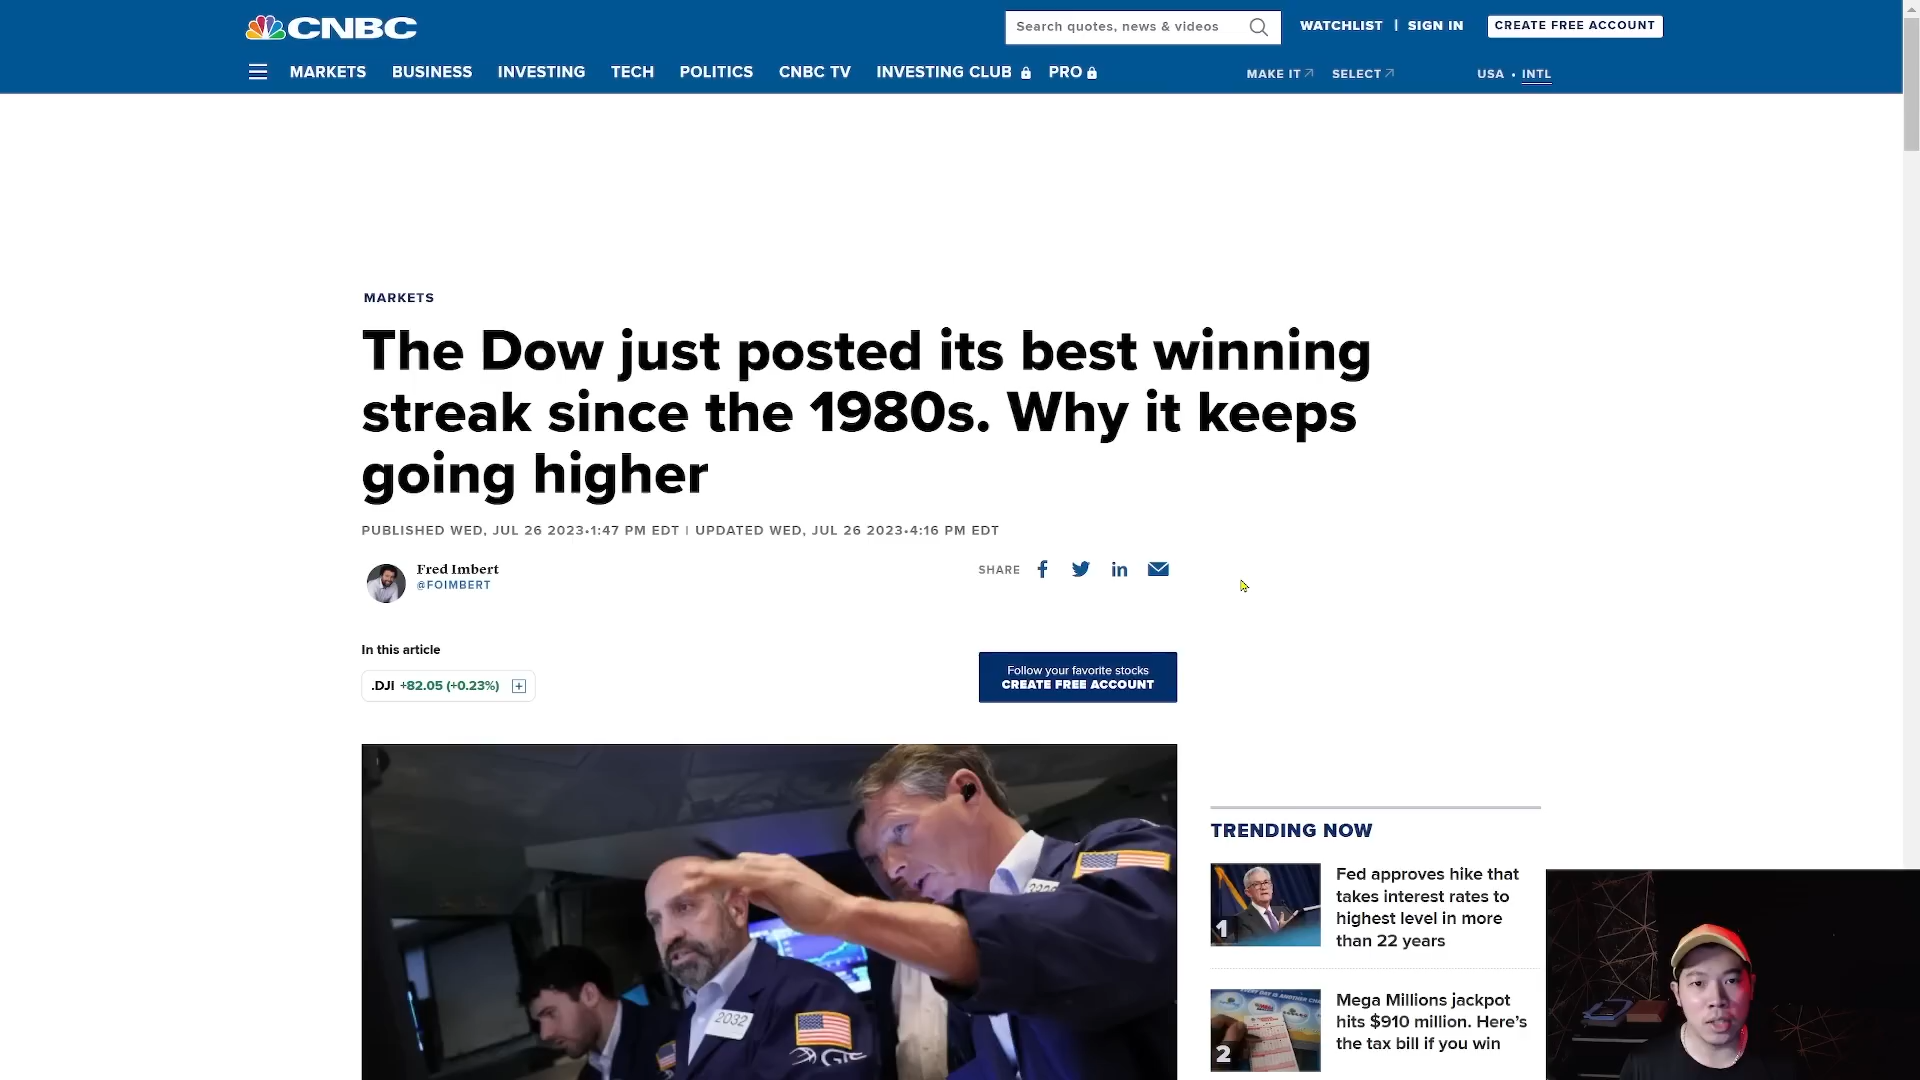 CNBC
Search quotes, news & videos
WATCHLIST | SIGN IN
CREATE FREE ACCOUNT
MARKETS BUSINESS INVESTING TECH POLITICS CNBC TV INVESTING CLUB PRO
MAKE IT SELECT
USA • INTL
MARKETS
The Dow just posted its best winning
streak since the 1980s. Why it keeps
going higher
PUBLISHED WED, JUL 26 2023•1:47 PM EDT | UPDATED WED, JUL 26 2023•4:16 PM EDT
Fred Imbert
@FOIMBERT
SHARE
In this article
.DJI +82.05 (+0.23%)
Follow your favorite stocks
CREATE FREE ACCOUNT
2032
GTC
TRENDING NOW
1
Fed approves hike that
takes interest rates to
highest level in more
than 22 years
2
Mega Millions jackpot
hits $910 million. Here's
the tax bill if you win